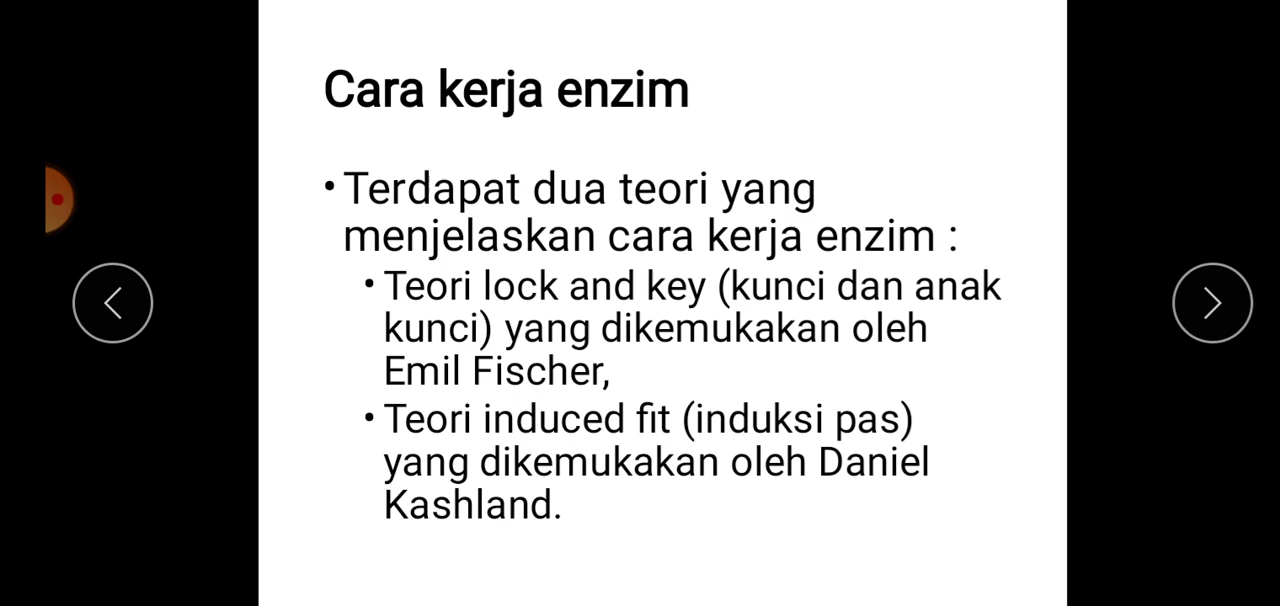 Cara kerja enzim
• Terdapat dua teori yang
menjelaskan cara kerja enzim :
• Teori lock and key (kunci dan anak
kunci) yang dikemukakan oleh
Emil Fischer,
• Teori induced fit (induksi pas)
yang dikemukakan oleh Daniel
Kashland.